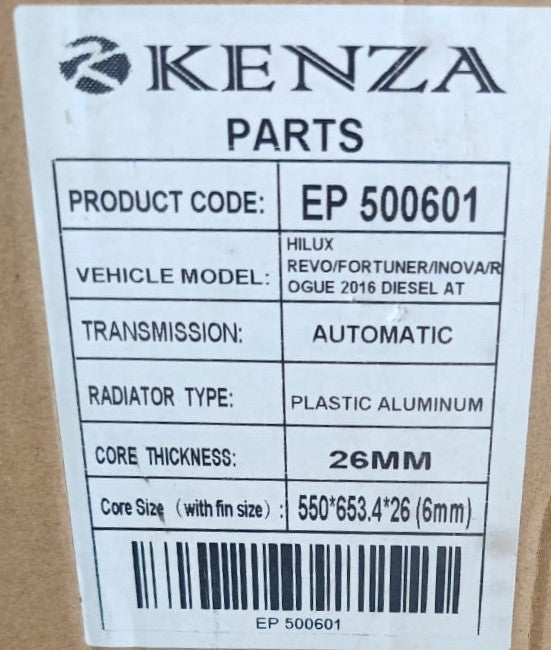 KENZA
PARTS
PRODUCT CODE: EP 500601
VEHICLE MODEL: HILUX
REVO/FORTUNER/INOVA/R
OGUE 2016 DIESEL AT
TRANSMISSION: AUTOMATIC
RADIATOR TYPE: PLASTIC ALUMINUM
CORE THICKNESS: 26MM
Core Size (with fin size) : 550*653.4*26 (6mm)
EP 500601